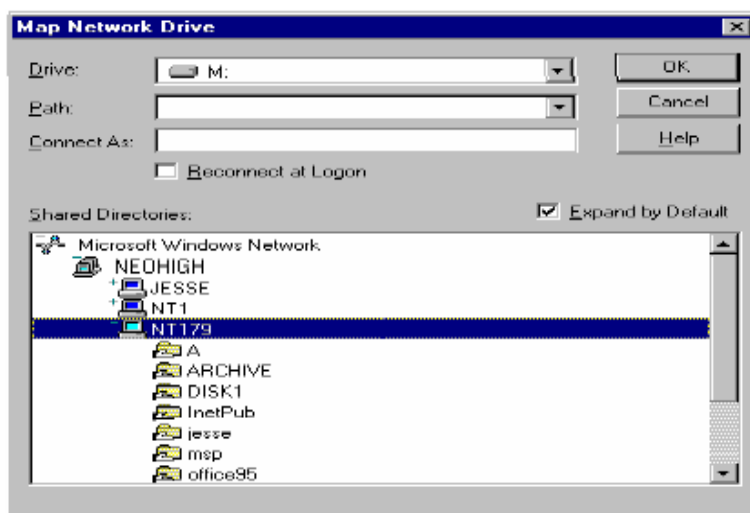 Map Network Drive
Drive: M: OK
Path: Cancel
Connect As: Help
Reconnect at Logon
Shared Directories: Expand by Default
Microsoft Windows Network
NEOHIGH
JESSE
NT1
NT179
A
ARCHIVE
DISK1
InetPub
jesse
msp
office95